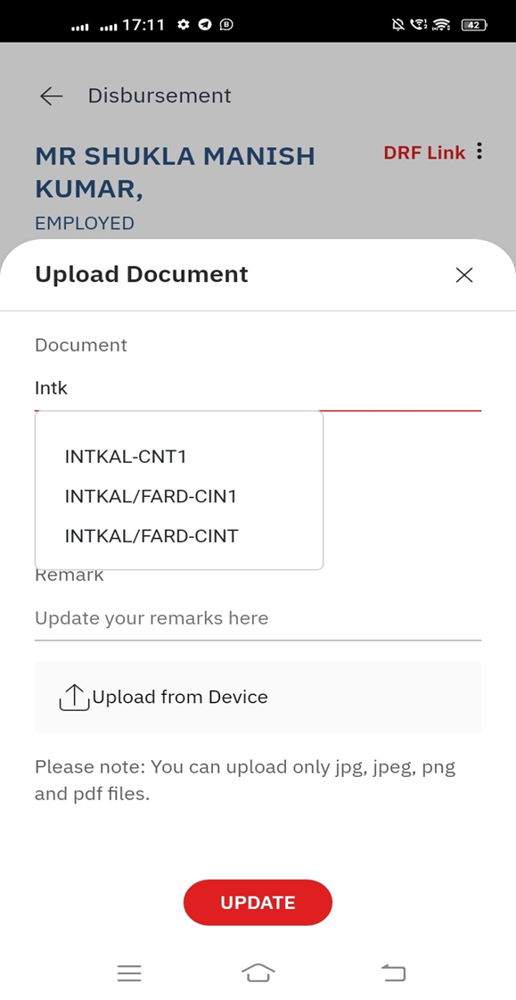 17:11
42
Disbursement
MR SHUKLA MANISH
KUMAR,
DRF Link
EMPLOYED
Upload Document
Document
Intk
INTKAL-CNT1
INTKAL/FARD-CIN1
INTKAL/FARD-CINT
Remark
Update your remarks here
Upload from Device
Please note: You can upload only jpg, jpeg, png
and pdf files.
UPDATE